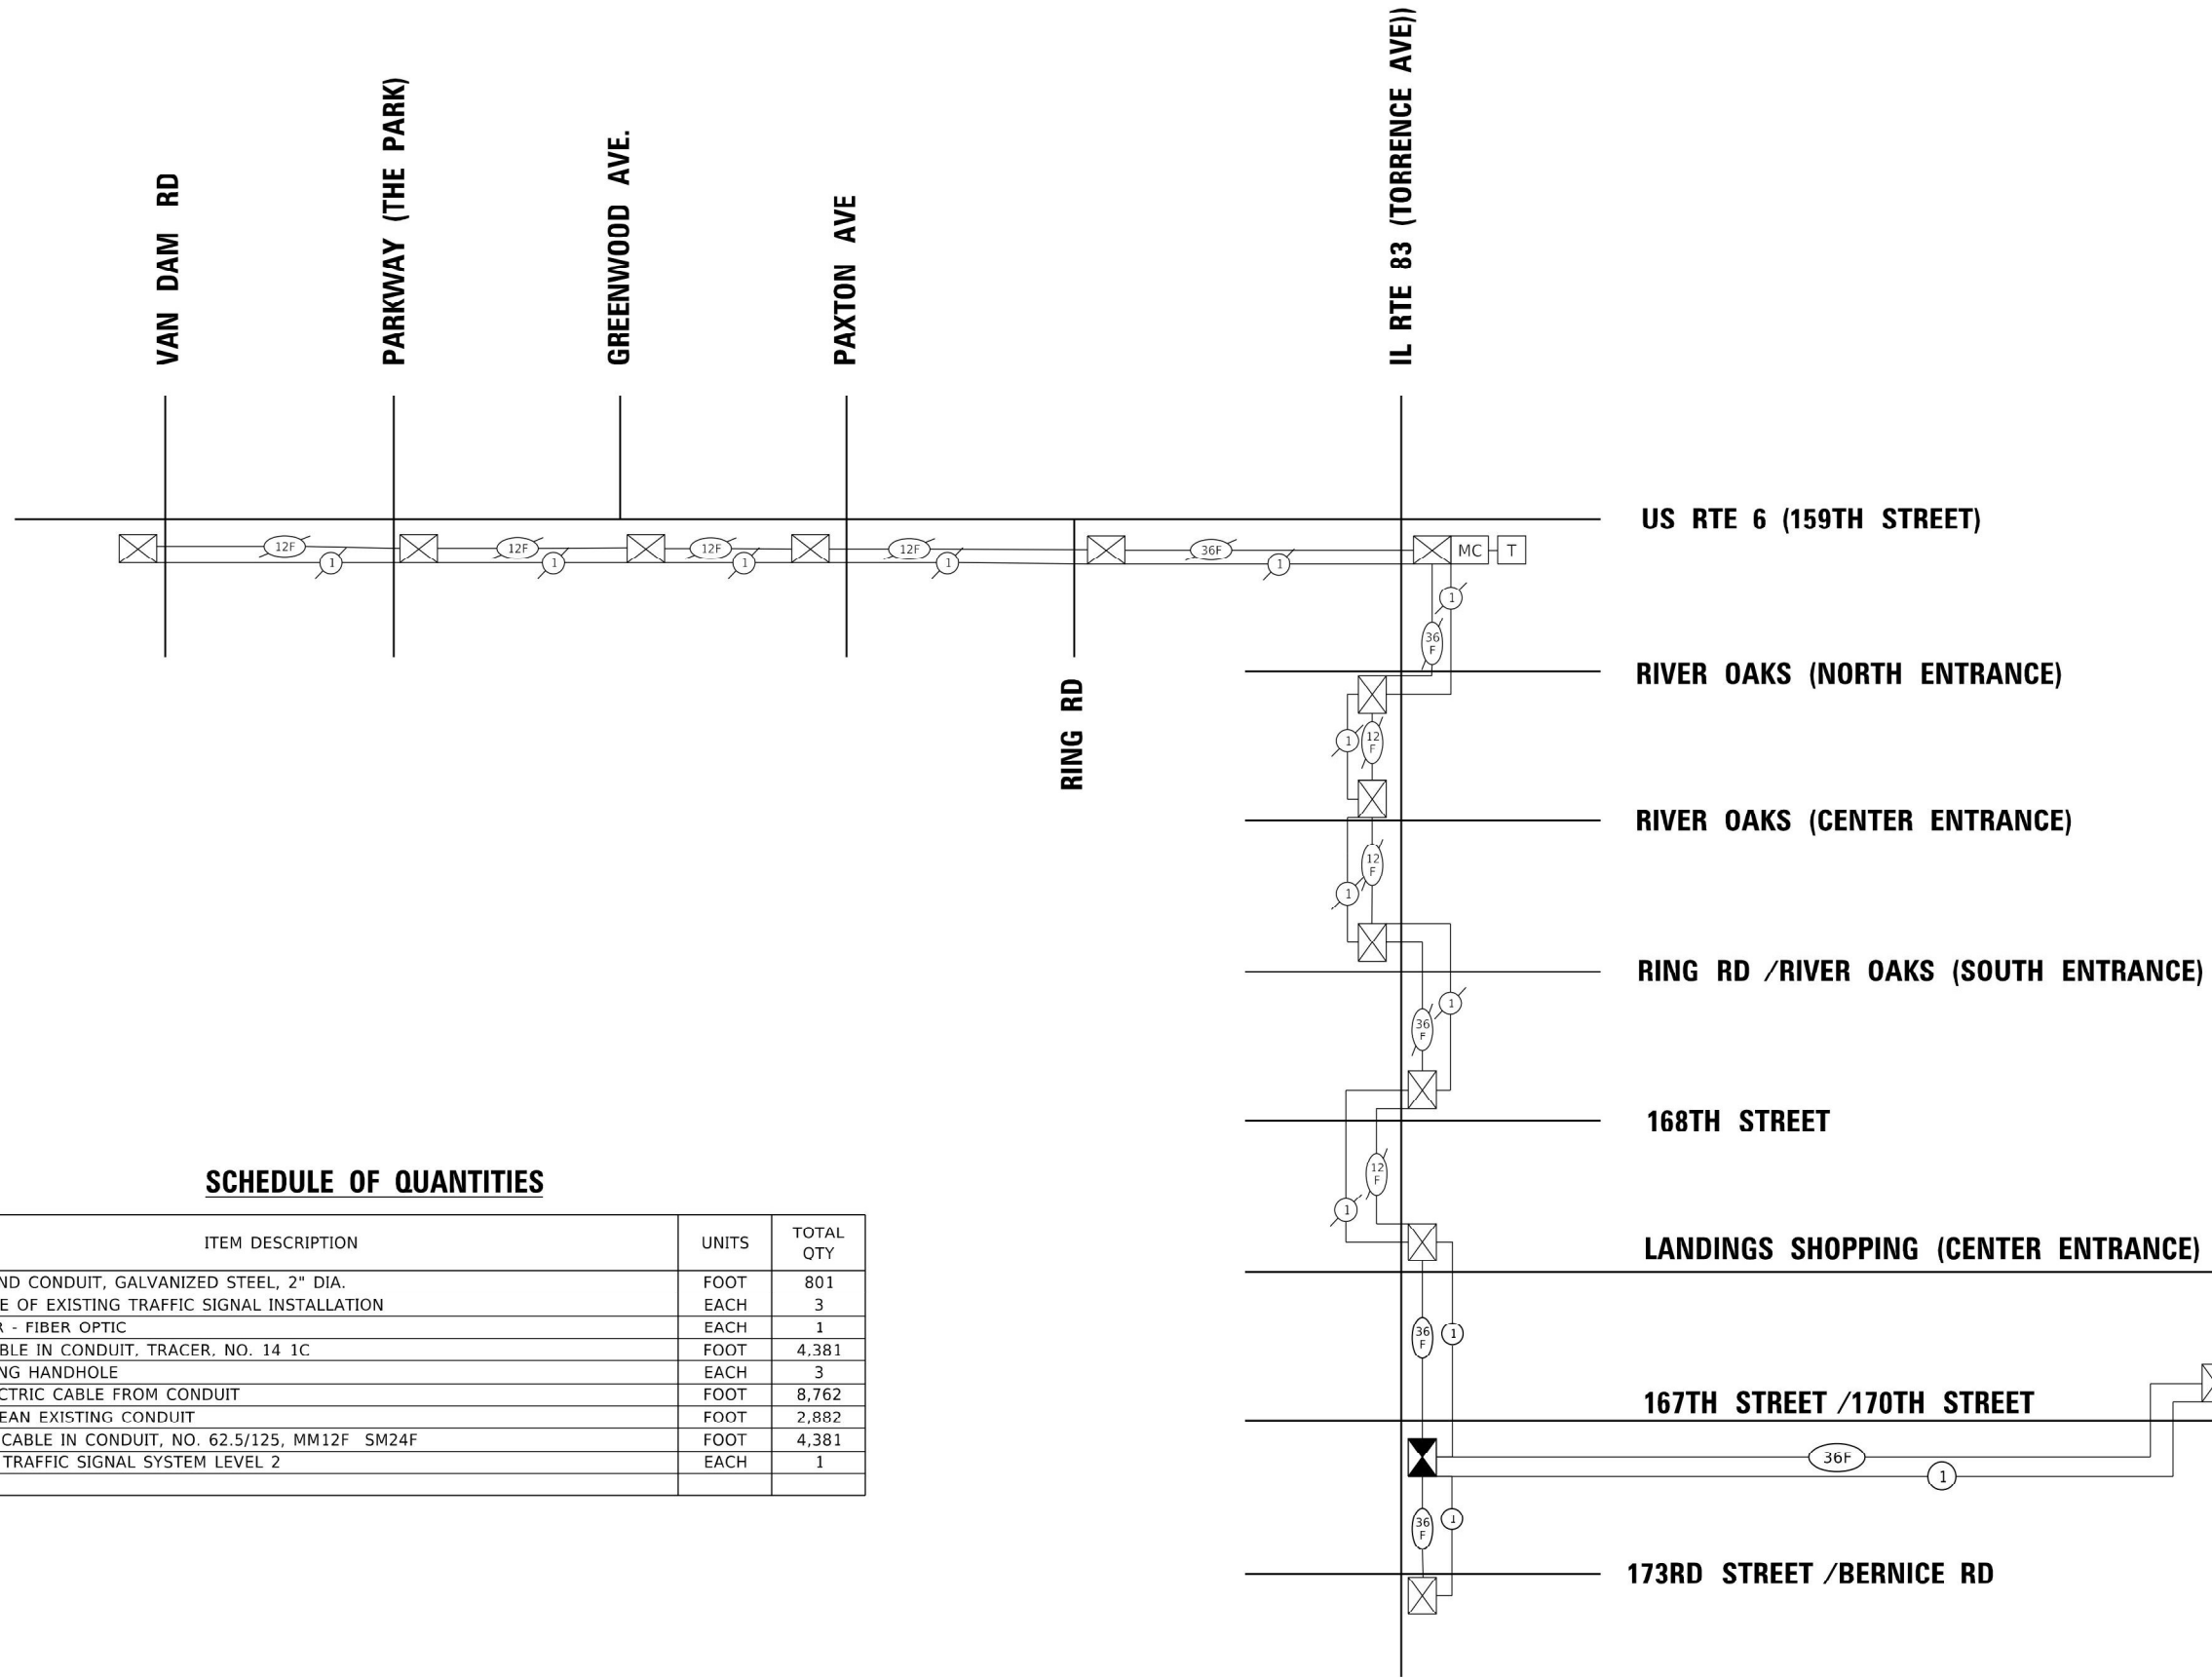 VAN DAM RD
PARKWAY (THE PARK)
GREENWOOD AVE.
PAXTON AVE
IL RTE 83 (TORRENCE AVE))
US RTE 6 (159TH STREET)
12F
1
12F
1
12F
1
12F
1
36F
1
MC
T
1
36
F
RIVER OAKS (NORTH ENTRANCE)
RING RD
1
12
F
RIVER OAKS (CENTER ENTRANCE)
12
F
1
RING RD /RIVER OAKS (SOUTH ENTRANCE)
1
36
F
168TH STREET
12
F
1
LANDINGS SHOPPING (CENTER ENTRANCE)
36
F
1
167TH STREET /170TH STREET
36F
1
36
F
1
173RD STREET /BERNICE RD
SCHEDULE OF QUANTITIES
ITEM DESCRIPTION UNITS TOTAL
QTY
ND CONDUIT, GALVANIZED STEEL, 2" DIA. FOOT 801
E OF EXISTING TRAFFIC SIGNAL INSTALLATION EACH 3
R - FIBER OPTIC EACH 1
BLE IN CONDUIT, TRACER, NO. 14 1C FOOT 4,381
NG HANDHOLE EACH 3
CTRIC CABLE FROM CONDUIT FOOT 8,762
EAN EXISTING CONDUIT FOOT 2,882
CABLE IN CONDUIT, NO. 62.5/125, MM12F SM24F FOOT 4,381
TRAFFIC SIGNAL SYSTEM LEVEL 2 EACH 1